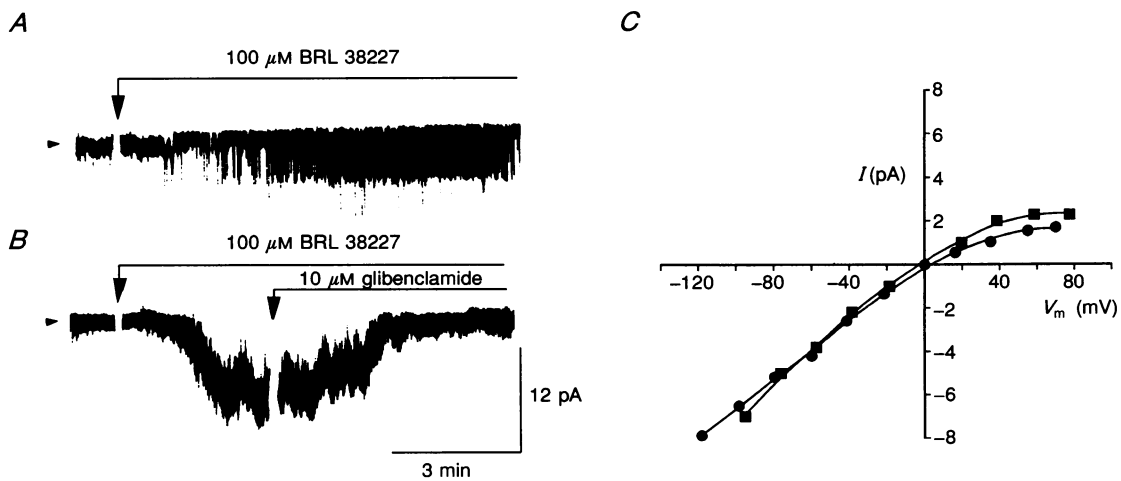 A
100 μM BRL 38227
B
100 μM BRL 38227
10 μM glibenclamide
12 pA
3 min
C
8
6
I (pA)
4
2
−120 −80 −40 40 80
Vm (mV)
−2
−4
−6
−8